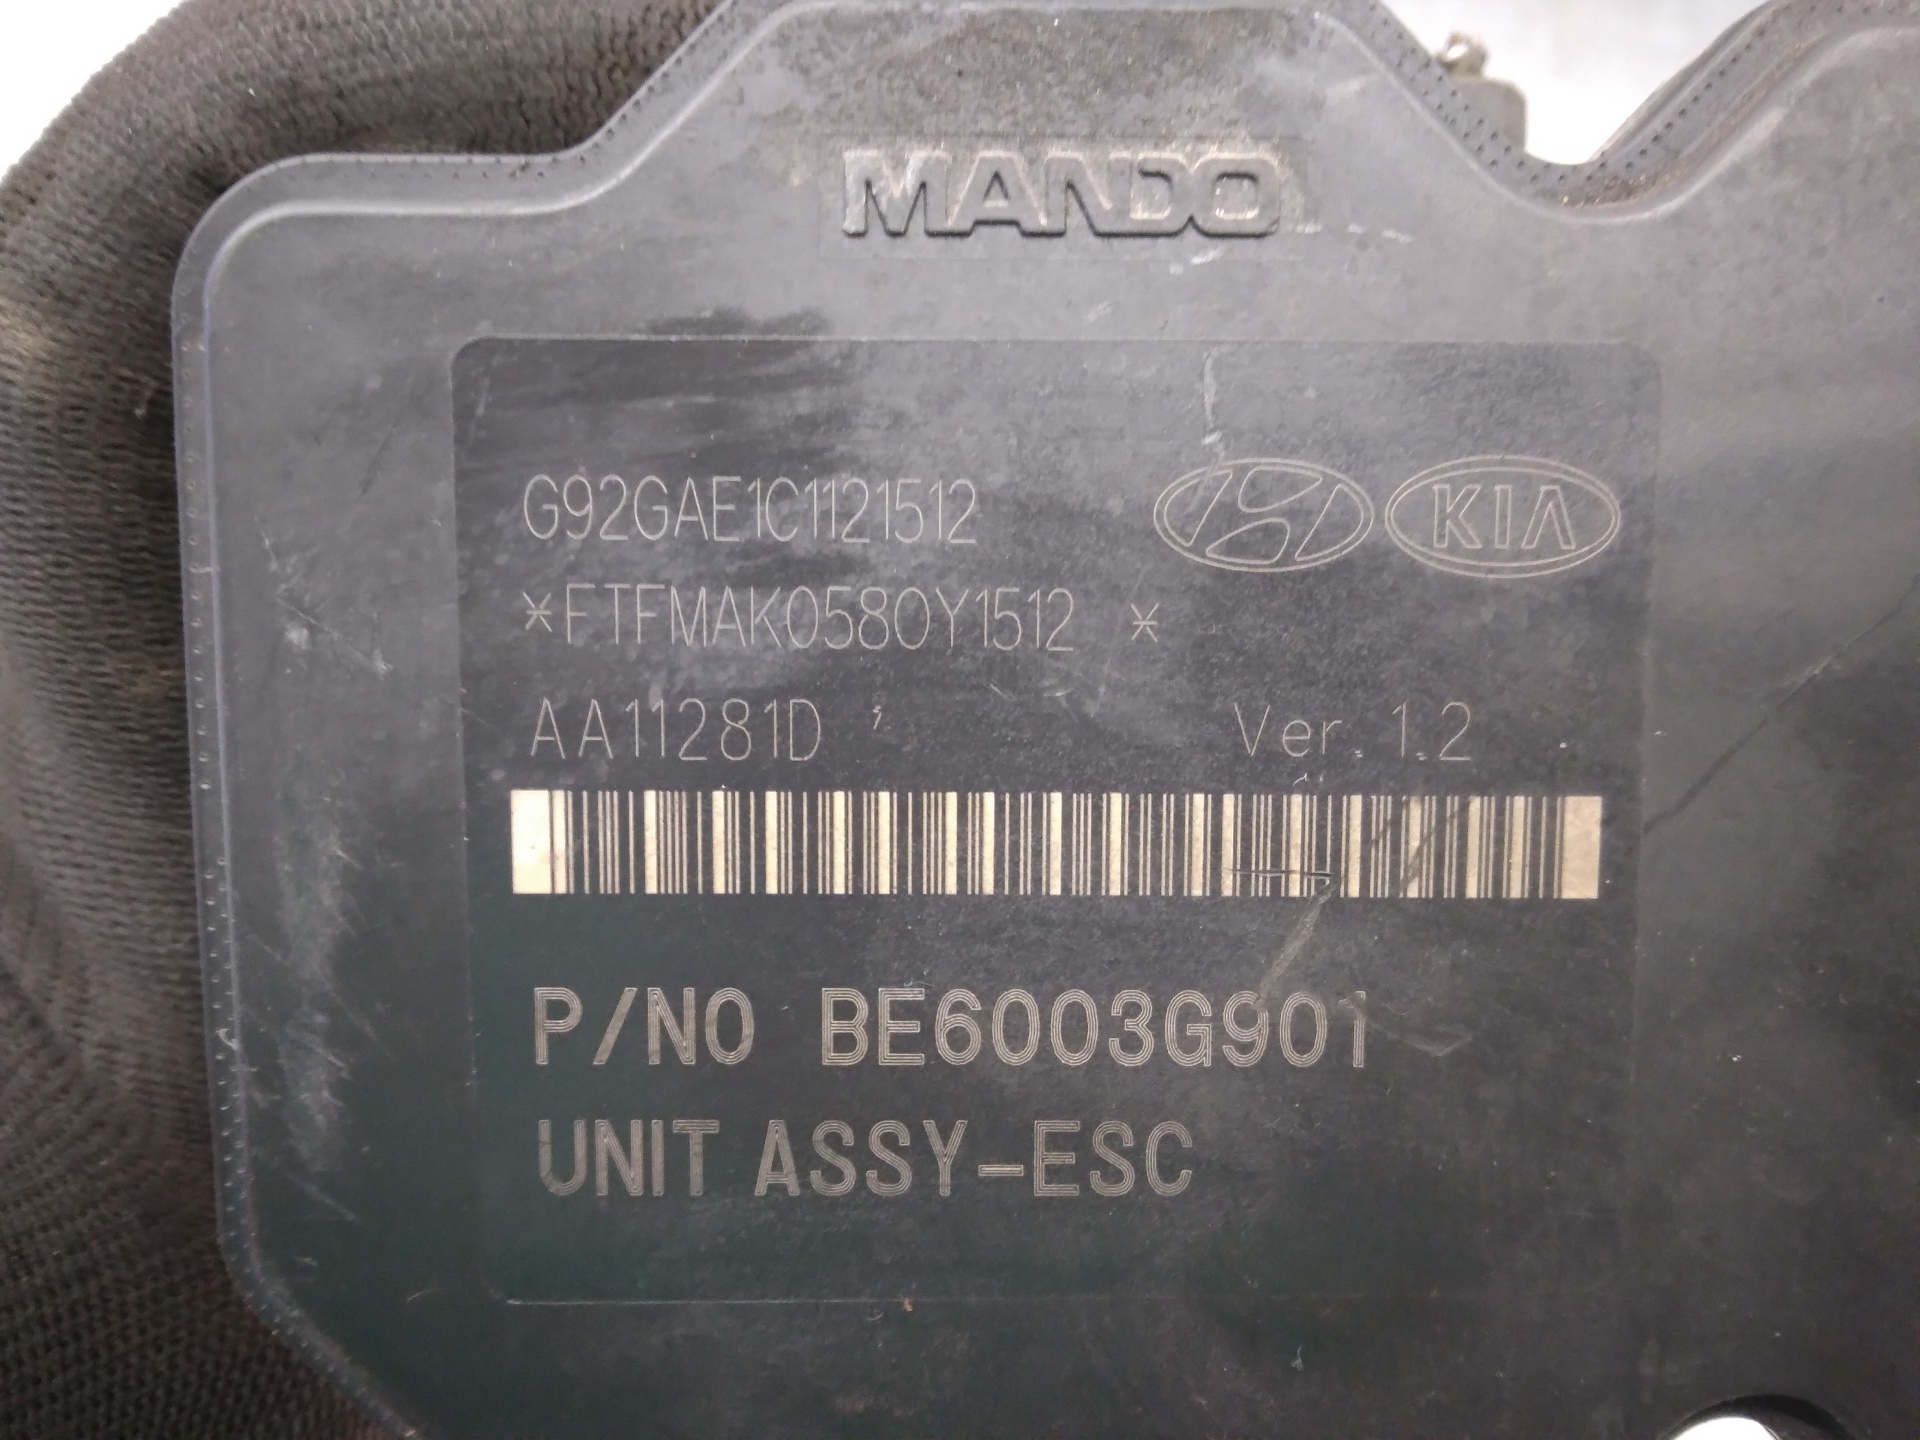 MANDO
G92GAE1C1121512
KIA
*FTFMAK0580Y1512 *
AA11281D Ver. 1.2
P/NO BE6003G901
UNIT ASSY-ESC